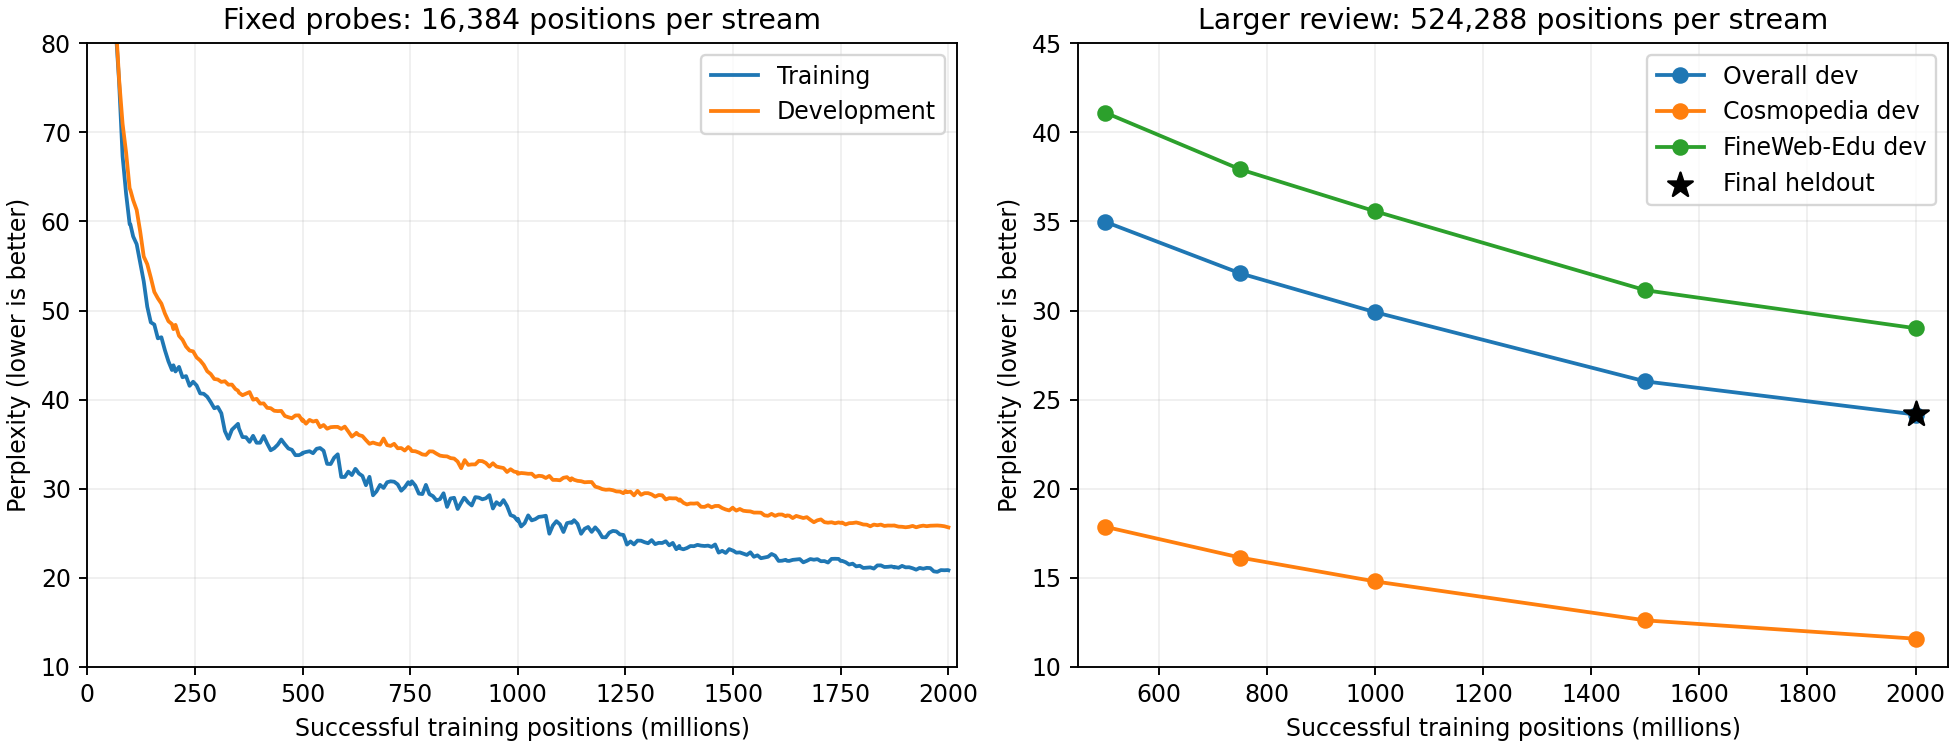 Fixed probes: 16,384 positions per stream
80
70
60
50
40
30
20
10
Perplexity (lower is better)
Training
Development
0 250 500 750 1000 1250 1500 1750 2000
Successful training positions (millions)
Larger review: 524,288 positions per stream
45
40
35
30
25
20
15
10
Perplexity (lower is better)
Overall dev
Cosmopedia dev
FineWeb-Edu dev
Final heldout
600 800 1000 1200 1400 1600 1800 2000
Successful training positions (millions)